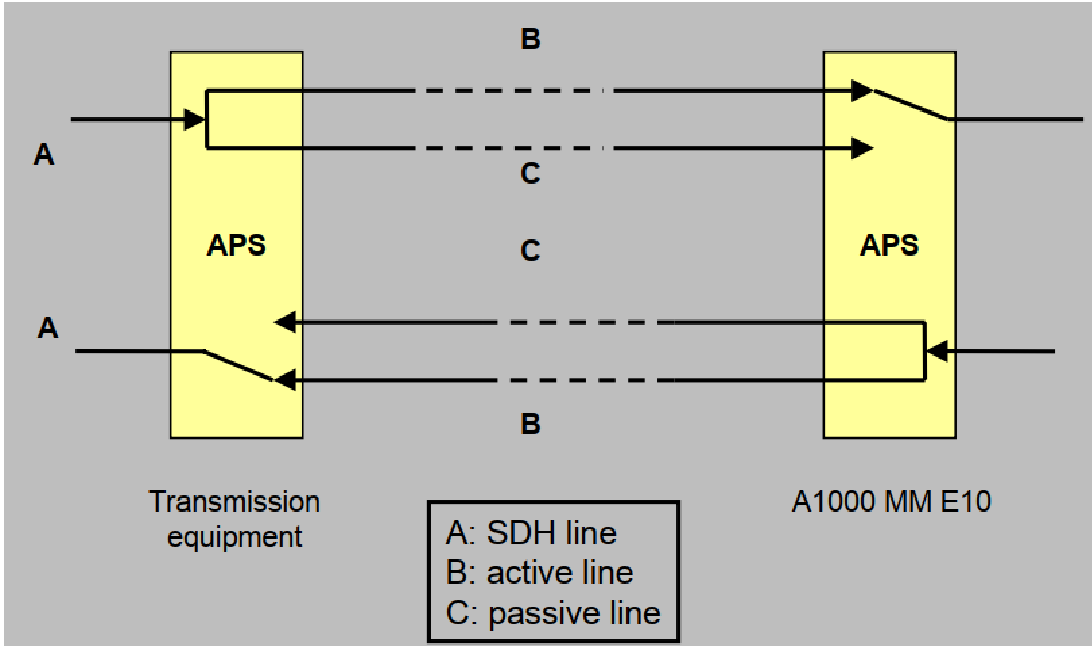 B
A
C
APS
C
APS
A
B
Transmission
equipment
A1000 MM E10
A: SDH line
B: active line
C: passive line